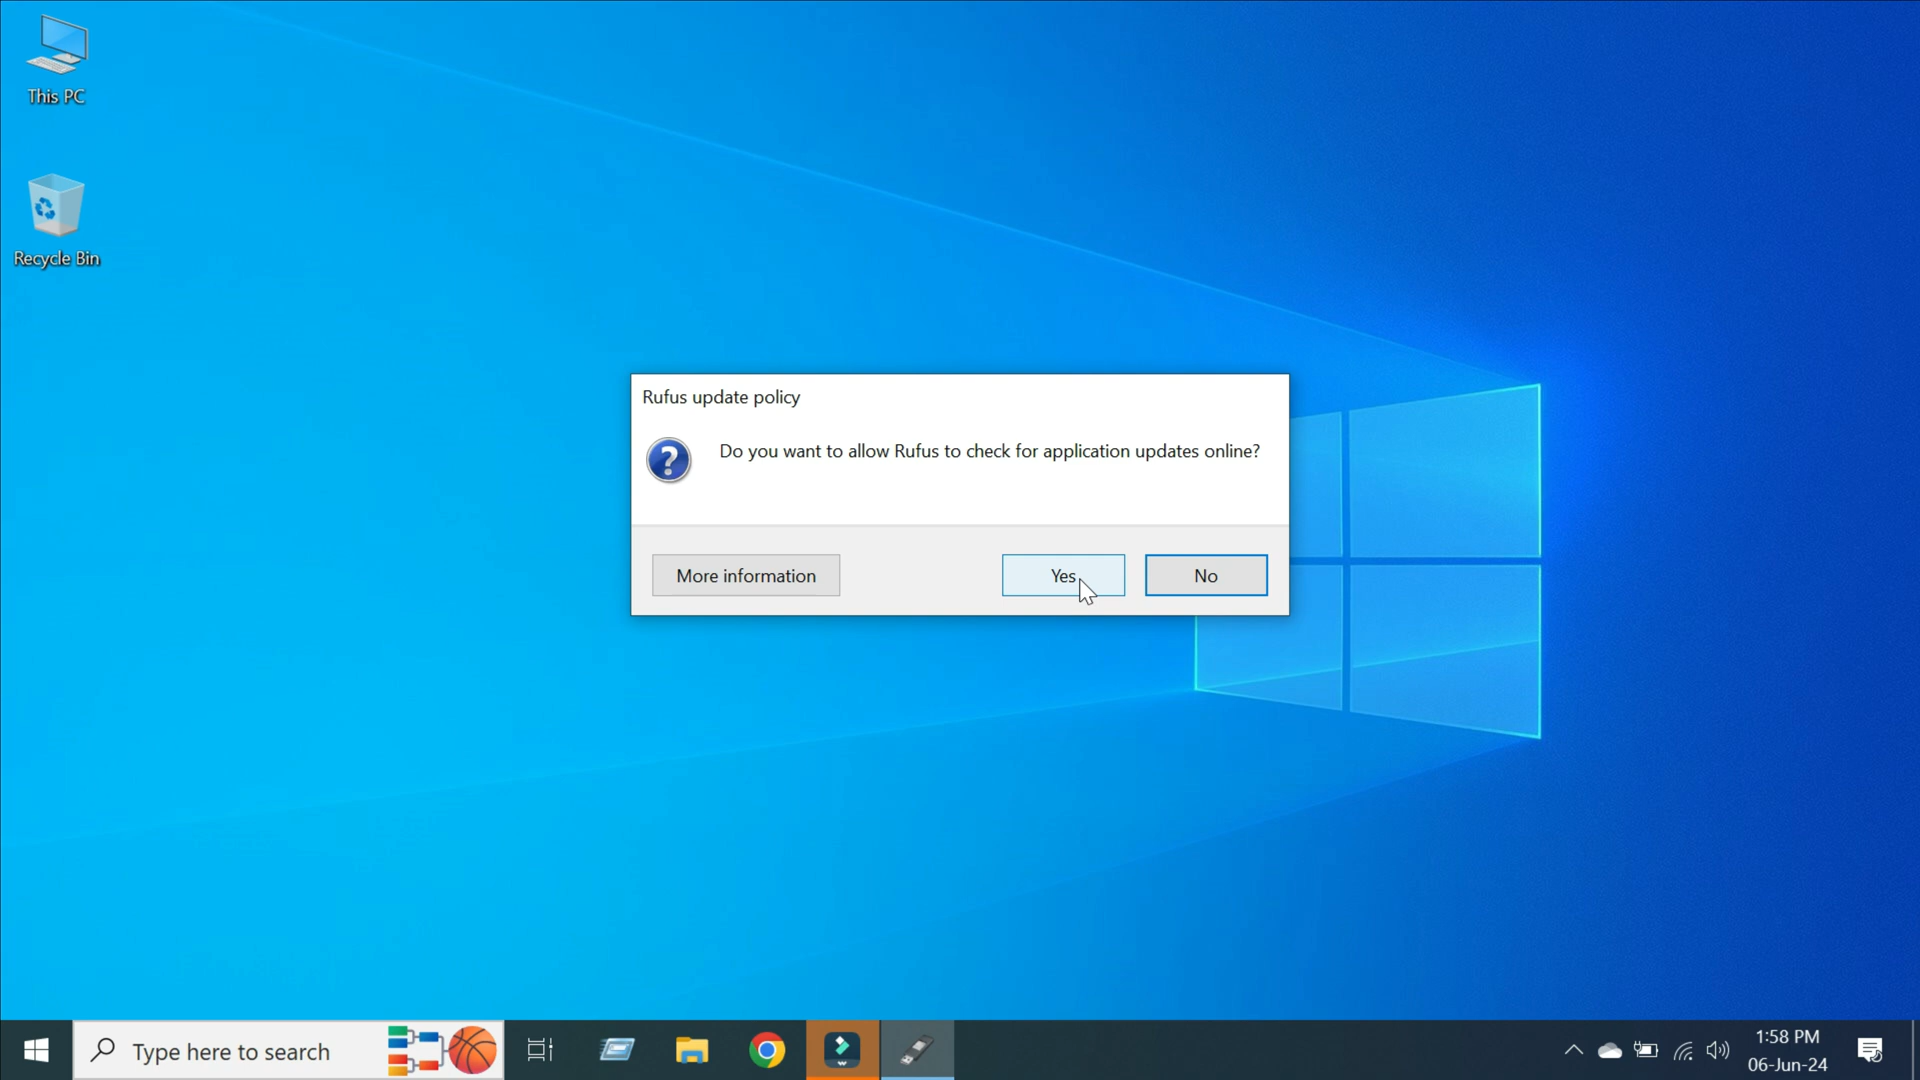 This PC
Recycle Bin
Rufus update policy
Do you want to allow Rufus to check for application updates online?
More information
Yes
No
Type here to search
1:58 PM
06-Jun-24